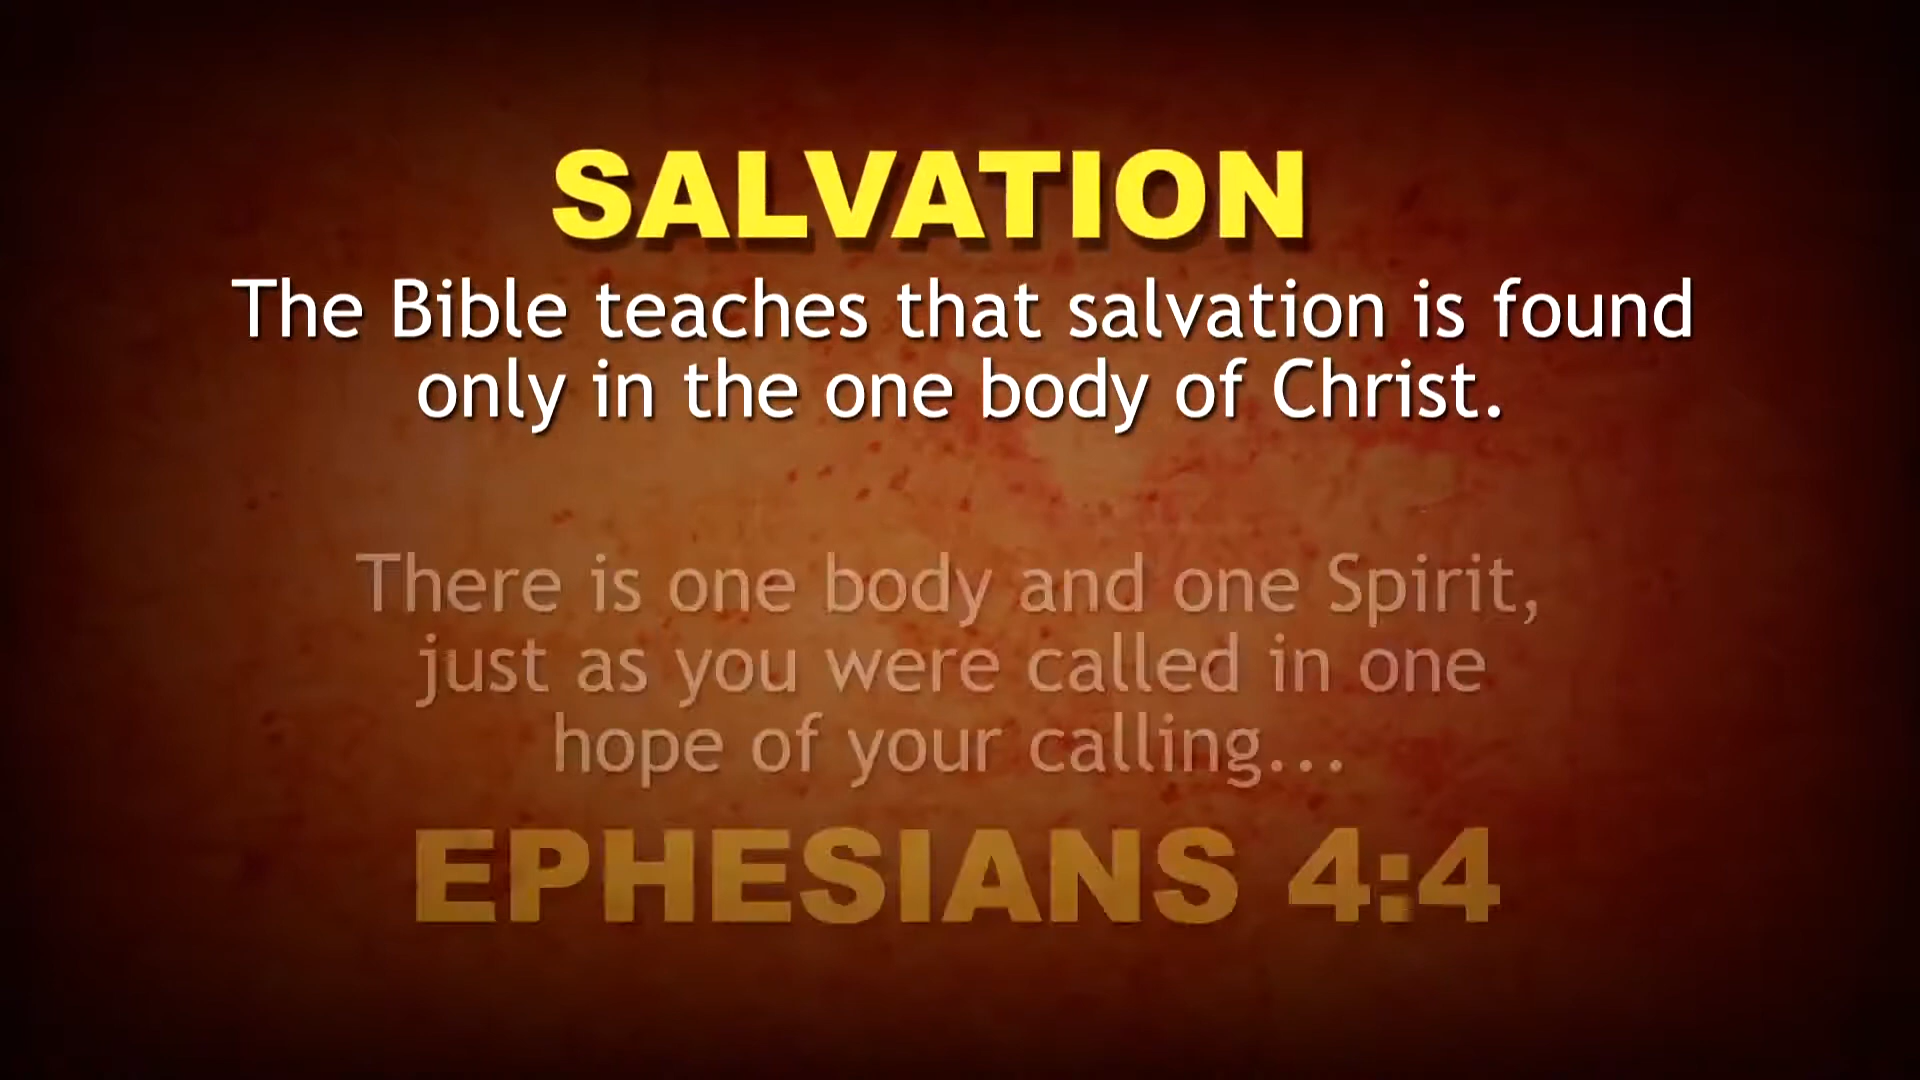 SALVATION
The Bible teaches that salvation is found
only in the one body of Christ.
There is one body and one Spirit,
just as you were called in one
hope of your calling...
EPHESIANS 4:4